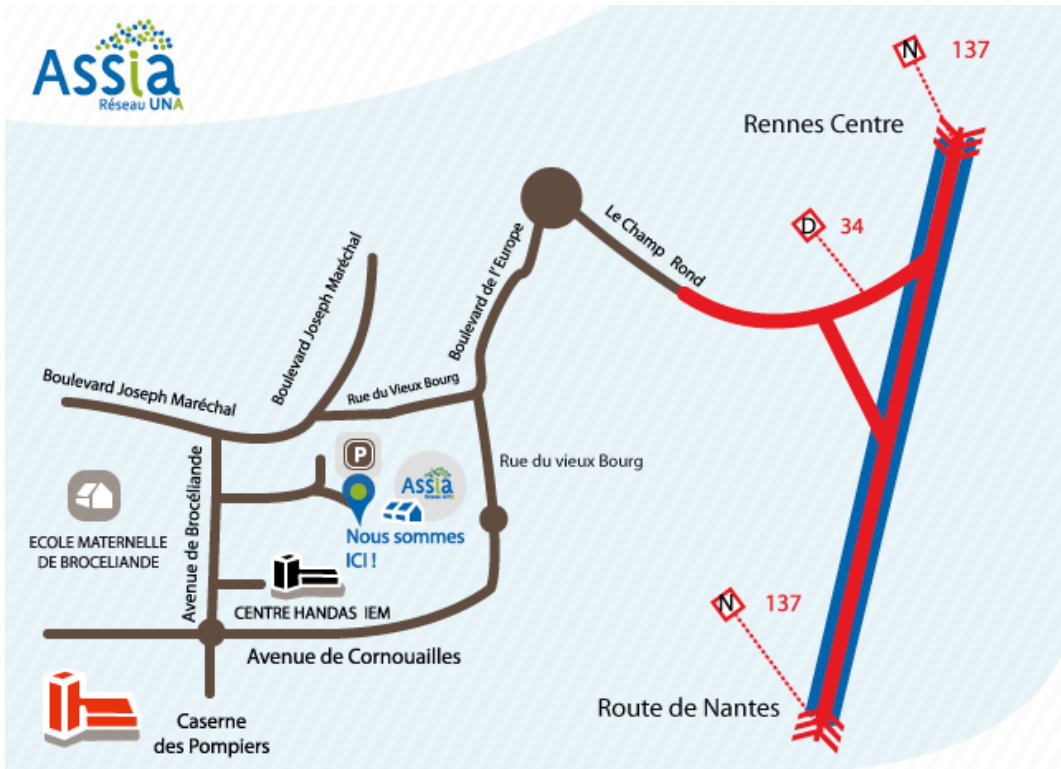 Assia
Réseau UNA
N 137
Rennes Centre
D 34
Le Champ Rond
Boulevard de l'Europe
Boulevard Joseph Maréchal
Boulevard Joseph Maréchal
Rue du Vieux Bourg
P
Assia
Réseau UNA
Rue du vieux Bourg
Avenue de Brocéliande
Nous sommes
ICI !
ECOLE MATERNELLE
DE BROCELIANDE
CENTRE HANDAS IEM
Avenue de Cornouailles
N 137
Route de Nantes
Caserne
des Pompiers